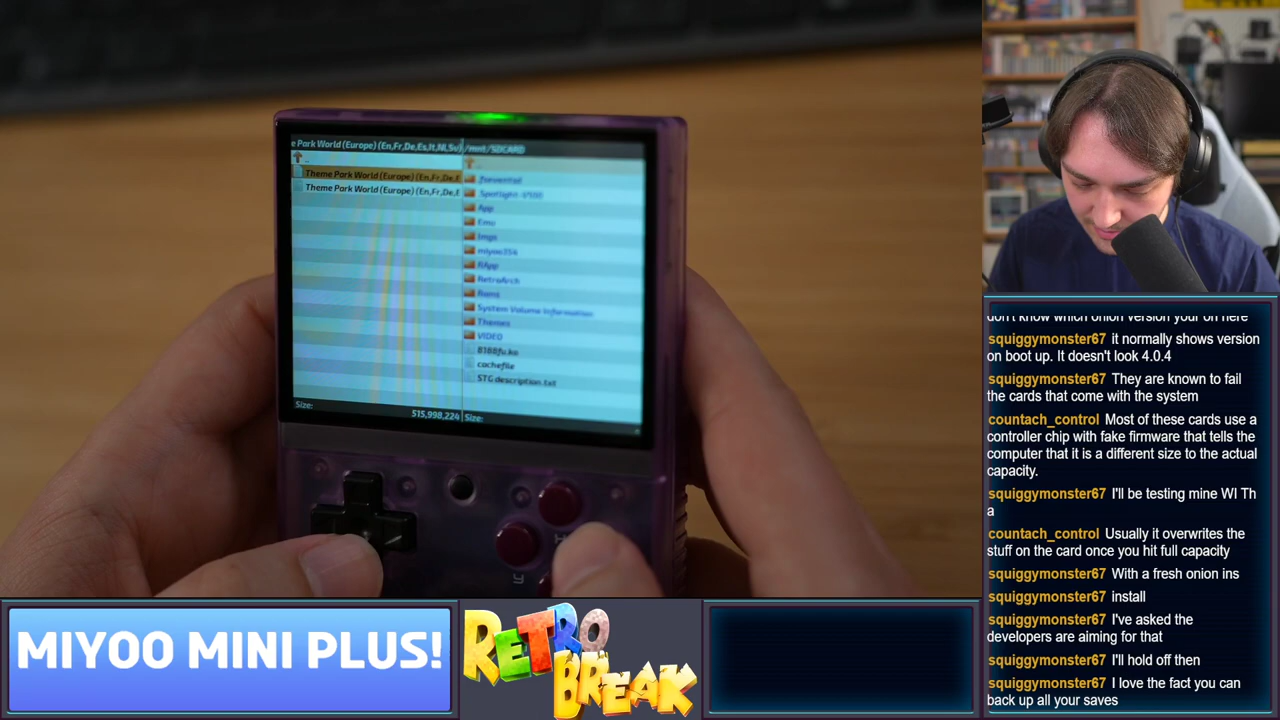 e Park World (Europe) (En,Fr,De,Es,It,Nl,Sv)
/mnt/SDCARD
..
Theme Park World (Europe) (En,Fr,De,E
Theme Park World (Europe) (En,Fr,De,E
..
App
Emu
Imgs
miyoo354
RApp
RetroArch
Roms
System Volume Information
Themes
VIDEO
8188fu.ko
cachefile
STG description.txt
Size:
515,998,224
Size:
Y
MIYOO MINI PLUS!
RETRO
BREAK
don't know which onion version your on here
squiggymonster67 it normally shows version
on boot up. It doesn't look 4.0.4
squiggymonster67 They are known to fail
the cards that come with the system
countach_control Most of these cards use a
controller chip with fake firmware that tells the
computer that it is a different size to the actual
capacity.
squiggymonster67 I'll be testing mine WI Th
a
countach_control Usually it overwrites the
stuff on the card once you hit full capacity
squiggymonster67 With a fresh onion ins
squiggymonster67 install
squiggymonster67 I've asked the
developers are aiming for that
squiggymonster67 I'll hold off then
squiggymonster67 I love the fact you can
back up all your saves